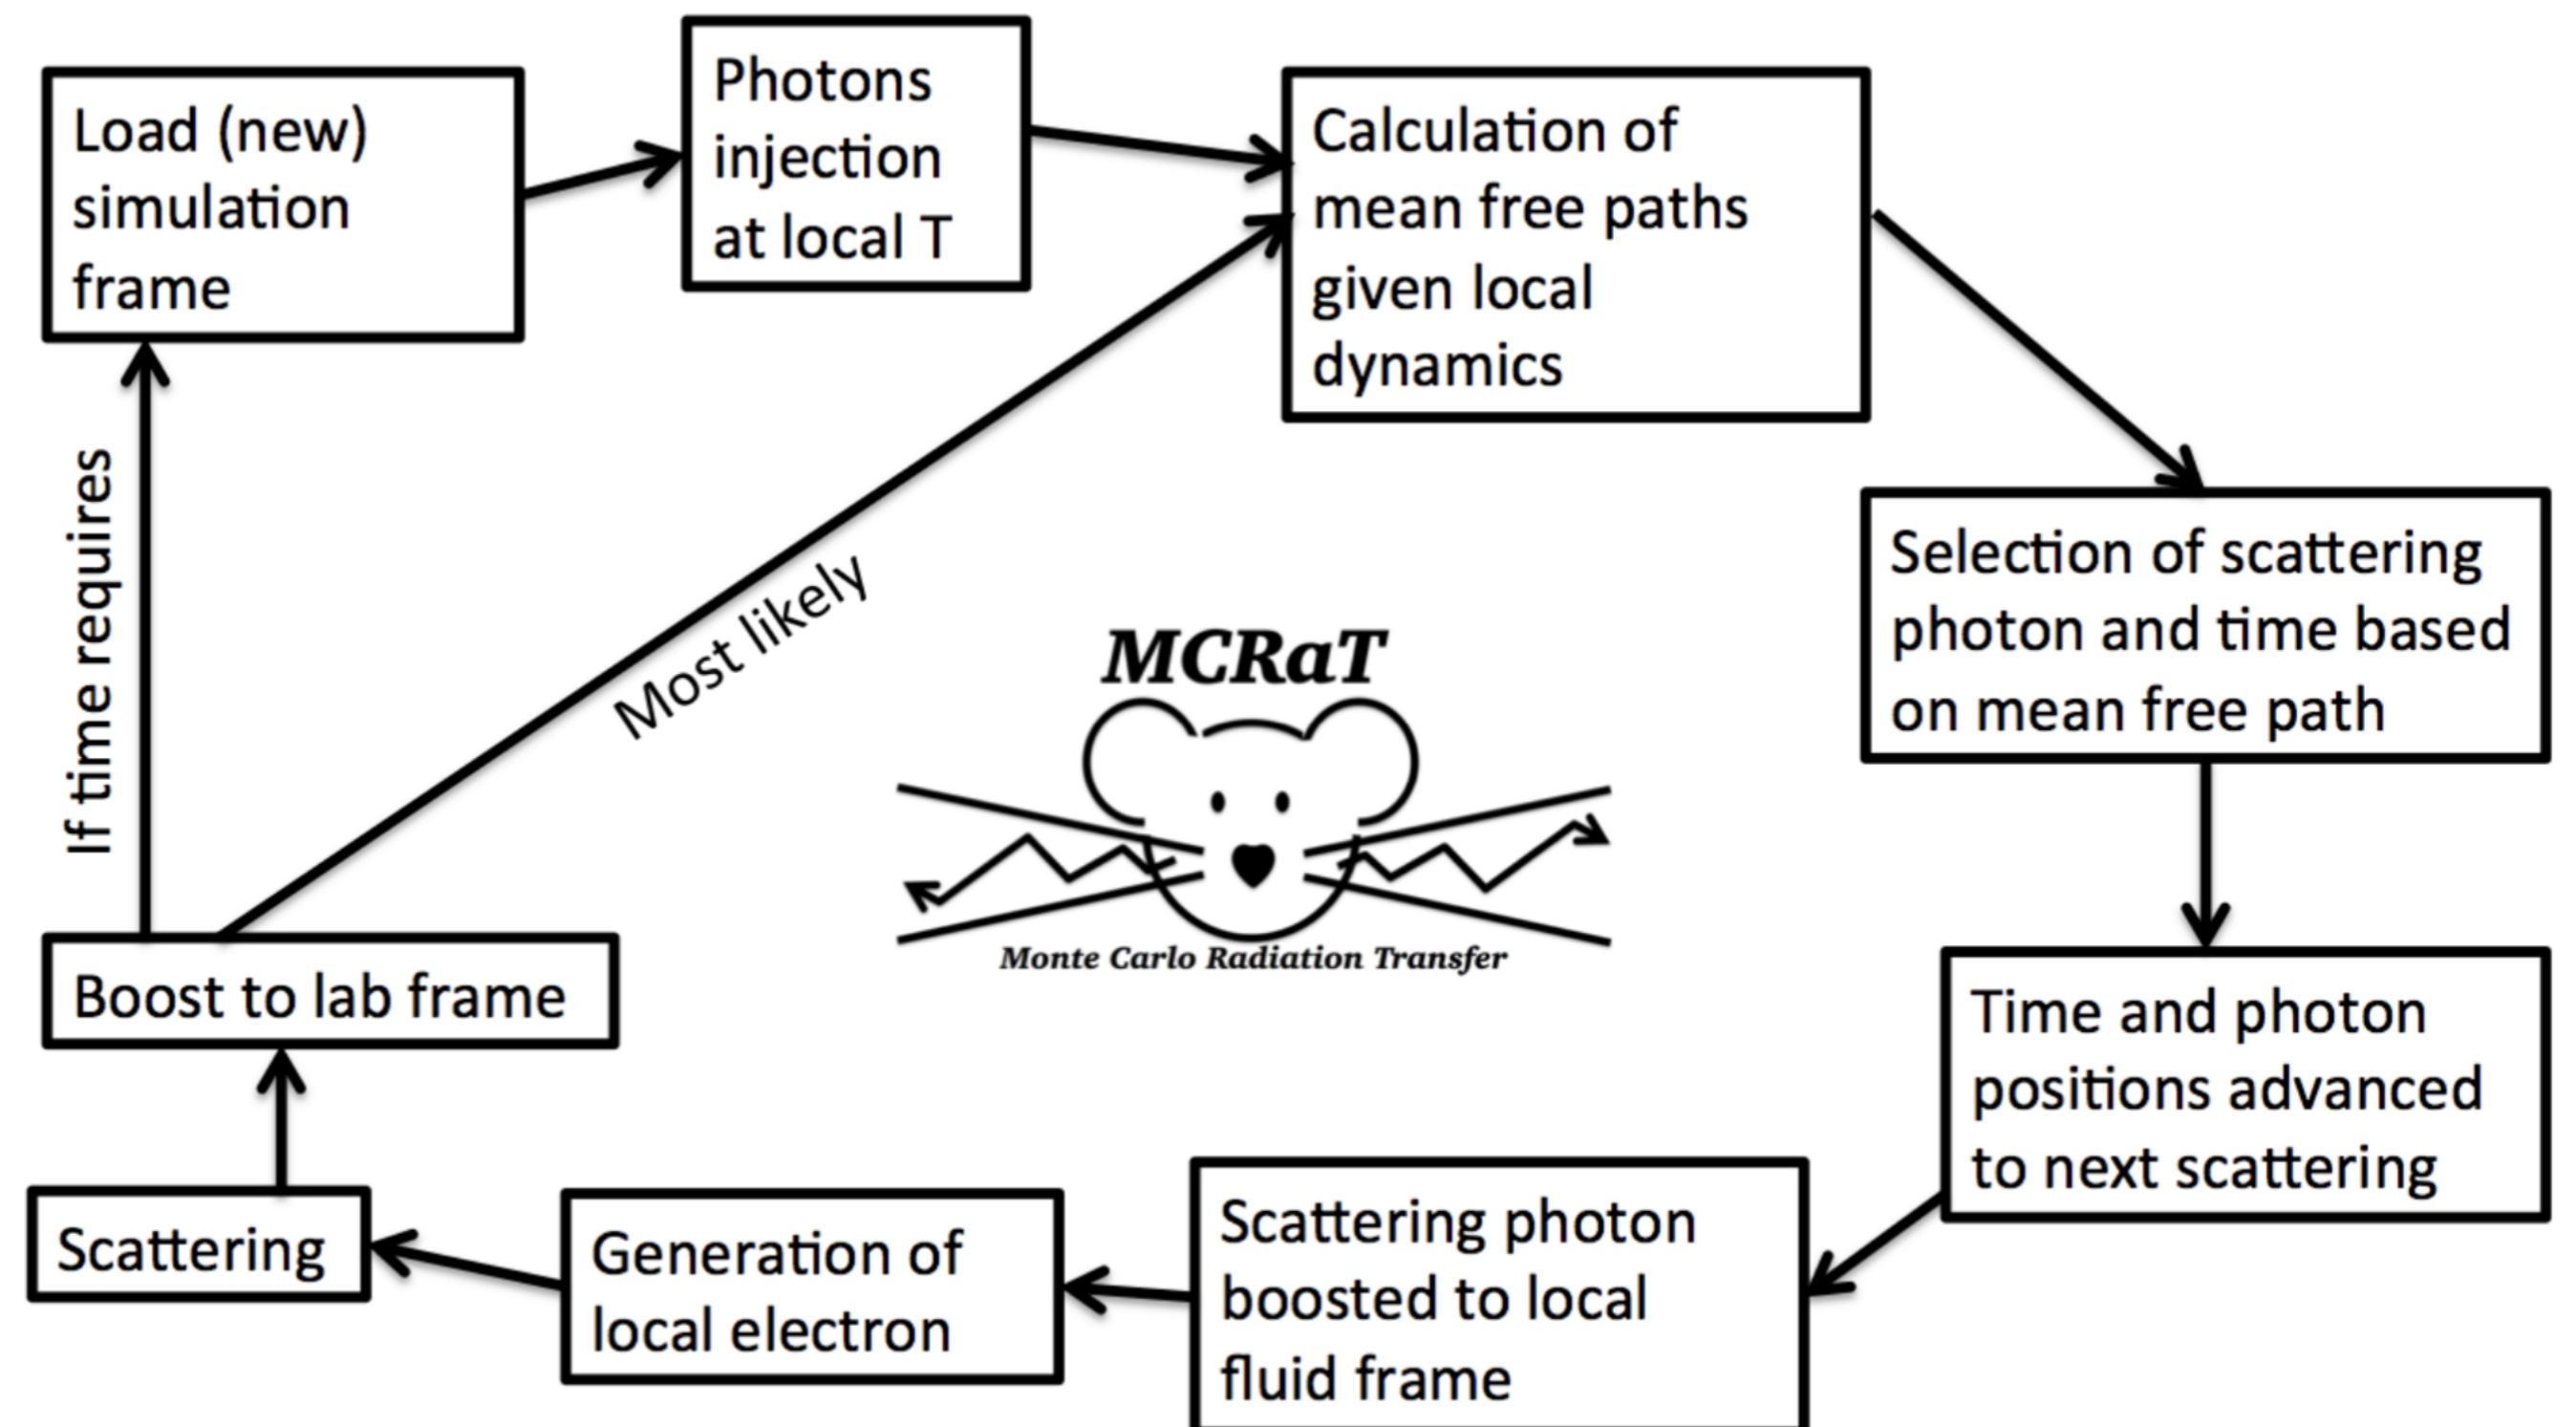 Load (new)
simulation
frame
Photons
injection
at local T
Calculation of
mean free paths
given local
dynamics
Selection of scattering
photon and time based
on mean free path
Time and photon
positions advanced
to next scattering
Scattering photon
boosted to local
fluid frame
Generation of
local electron
Scattering
Boost to lab frame
If time requires
Most likely
MCRaT
Monte Carlo Radiation Transfer